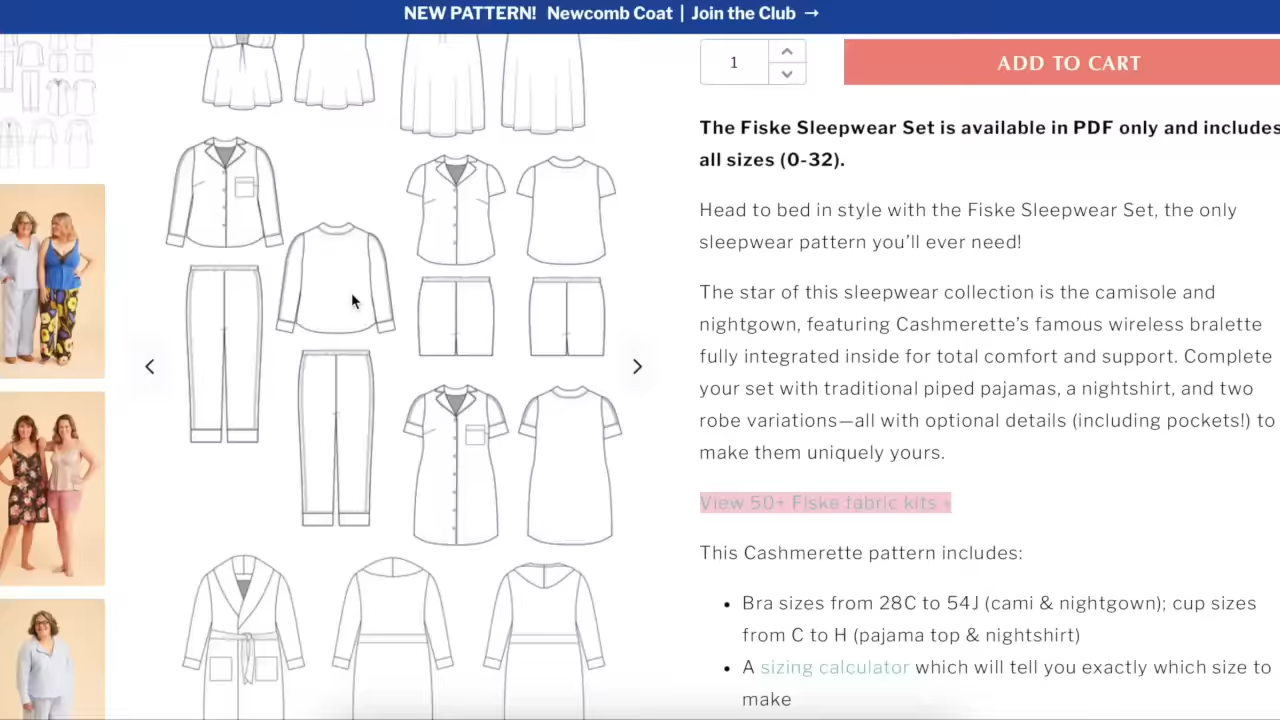 NEW PATTERN! Newcomb Coat | Join the Club →
1
ADD TO CART
The Fiske Sleepwear Set is available in PDF only and includes
all sizes (0-32).
Head to bed in style with the Fiske Sleepwear Set, the only
sleepwear pattern you’ll ever need!
The star of this sleepwear collection is the camisole and
nightgown, featuring Cashmerette’s famous wireless bralette
fully integrated inside for total comfort and support. Complete
your set with traditional piped pajamas, a nightshirt, and two
robe variations—all with optional details (including pockets!) to
make them uniquely yours.
View 50+ Fiske fabric kits +
This Cashmerette pattern includes:
• Bra sizes from 28C to 54J (cami & nightgown); cup sizes
from C to H (pajama top & nightshirt)
• A sizing calculator which will tell you exactly which size to
make